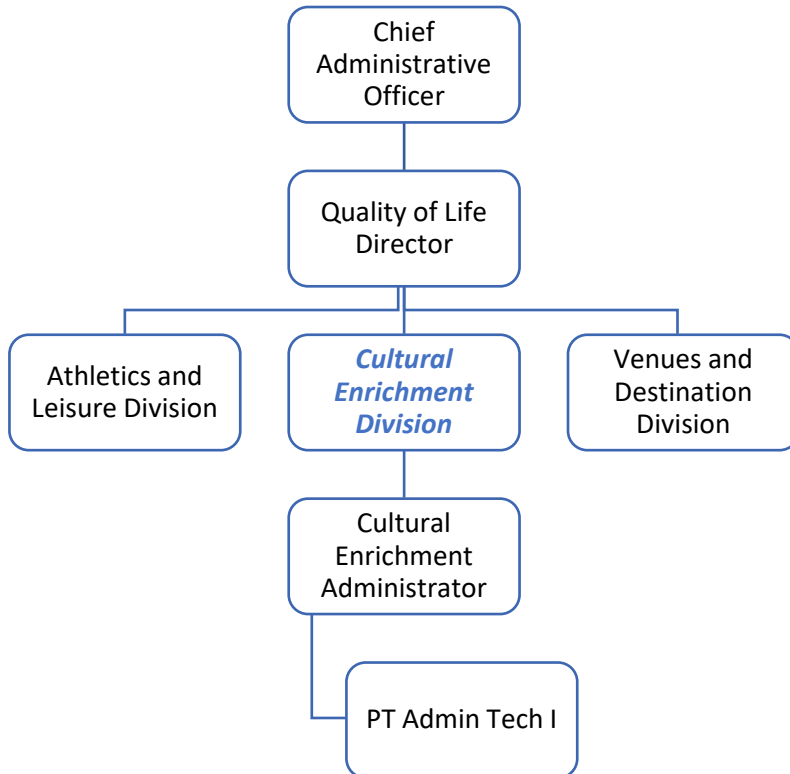 Chief
Administrative
Officer
Quality of Life
Director
Athletics and
Leisure Division
Cultural
Enrichment
Division
Venues and
Destination
Division
Cultural
Enrichment
Administrator
PT Admin Tech I